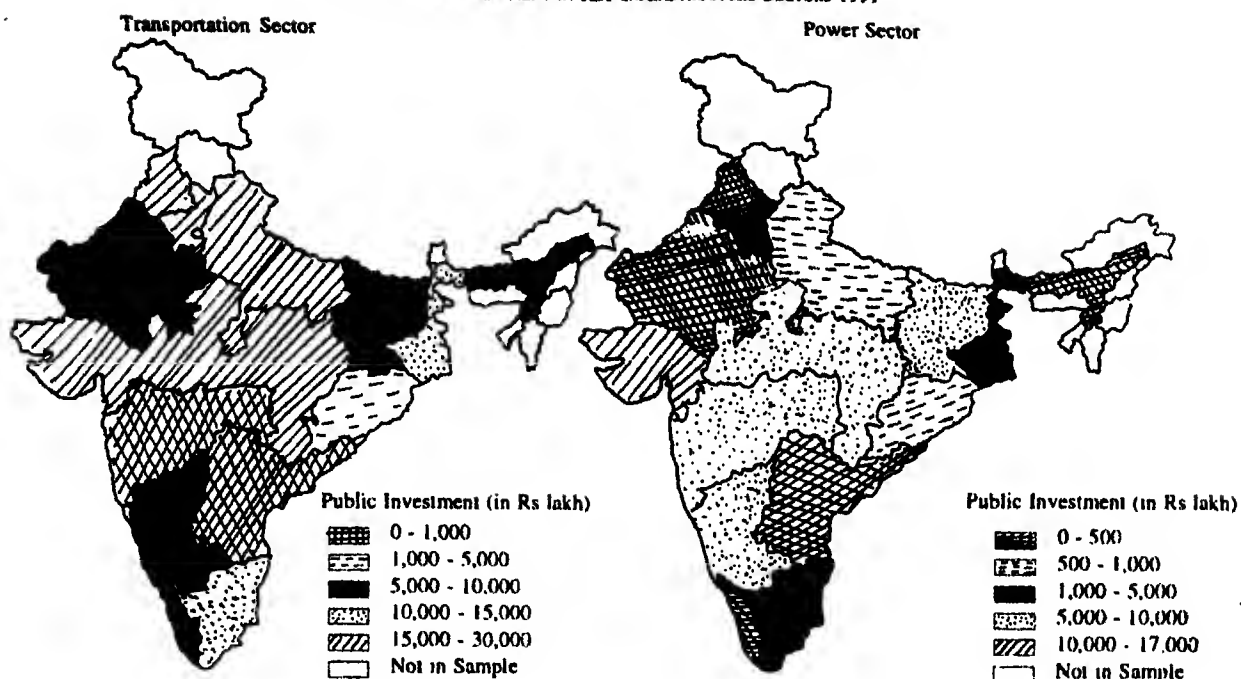 Transportation Sector
Power Sector
Public Investment (in Rs lakh)
0 - 1,000
1,000 - 5,000
5,000 - 10,000
10,000 - 15,000
15,000 - 30,000
Not in Sample
Public Investment (in Rs lakh)
0 - 500
500 - 1,000
1,000 - 5,000
5,000 - 10,000
10,000 - 17,000
Not in Sample